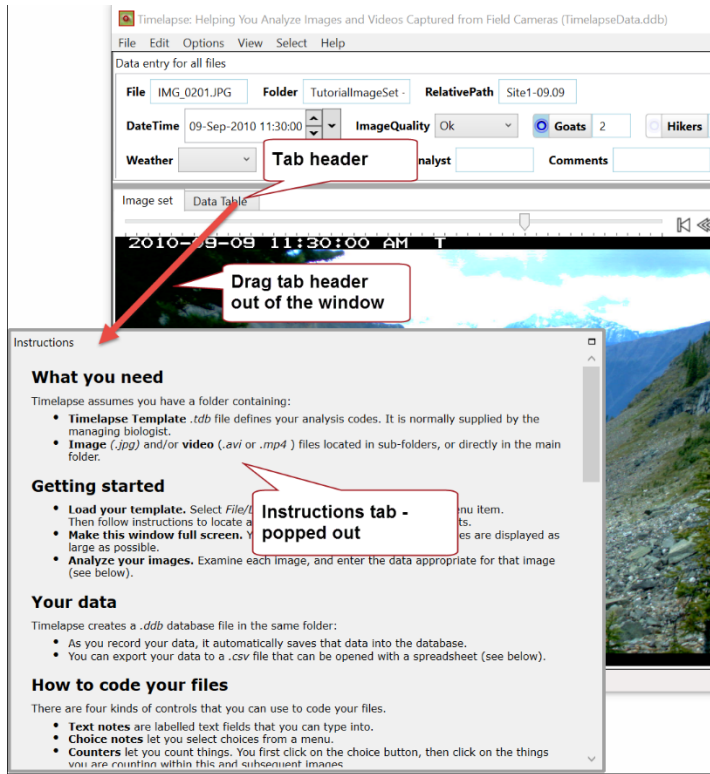 Timelapse: Helping You Analyze Images and Videos Captured from Field Cameras (TimelapseData.ddb)
File Edit Options View Select Help
Data entry for all files
File IMG_0201.JPG Folder TutorialImageSet - RelativePath Site1-09.09
DateTime 09-Sep-2010 11:30:00 ImageQuality Ok Goats 2 Hikers
Weather Tab header nalyst Comments
Image set Data Table
2010-09-09 11:30:00 AM T
Drag tab header
out of the window
Instructions
What you need
Timelapse assumes you have a folder containing:
• Timelapse Template .tdb file defines your analysis codes. It is normally supplied by the
managing biologist.
• Image (.jpg) and/or video (.avi or .mp4 ) files located in sub-folders, or directly in the main
folder.
Getting started
• Load your template. Select File/ enu item.
Then follow instructions to locate a ts.
• Make this window full screen. Y es are displayed as
large as possible.
Instructions tab -
popped out
• Analyze your images. Examine each image, and enter the data appropriate for that image
(see below).
Your data
Timelapse creates a .ddb database file in the same folder:
• As you record your data, it automatically saves that data into the database.
• You can export your data to a .csv file that can be opened with a spreadsheet (see below).
How to code your files
There are four kinds of controls that you can use to code your files.
• Text notes are labelled text fields that you can type into.
• Choice notes let you select choices from a menu.
• Counters let you count things. You first click on the choice button, then click on the things
you are counting within this and subsequent images